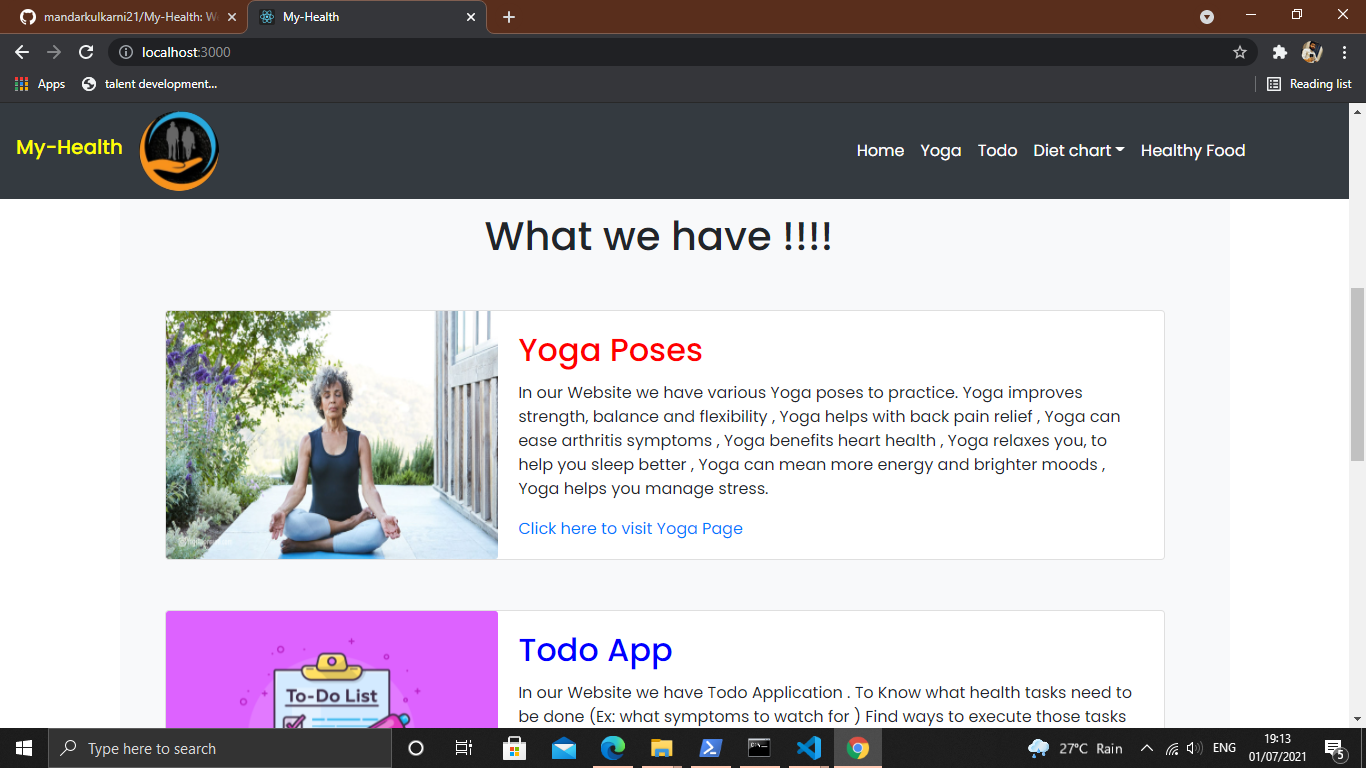 mandarkulkarni21/My-Health: W
My-Health
localhost:3000
Apps
talent development...
Reading list
My-Health
Home
Yoga
Todo
Diet chart
Healthy Food
What we have !!!!
Yoga Poses
In our Website we have various Yoga poses to practice. Yoga improves
strength, balance and flexibility , Yoga helps with back pain relief , Yoga can
ease arthritis symptoms , Yoga benefits heart health , Yoga relaxes you, to
help you sleep better , Yoga can mean more energy and brighter moods ,
Yoga helps you manage stress.
Click here to visit Yoga Page
To-Do List
Todo App
In our Website we have Todo Application . To Know what health tasks need to
be done (Ex: what symptoms to watch for ) Find ways to execute those tasks
Type here to search
27°C Rain
ENG
19:13
01/07/2021
5